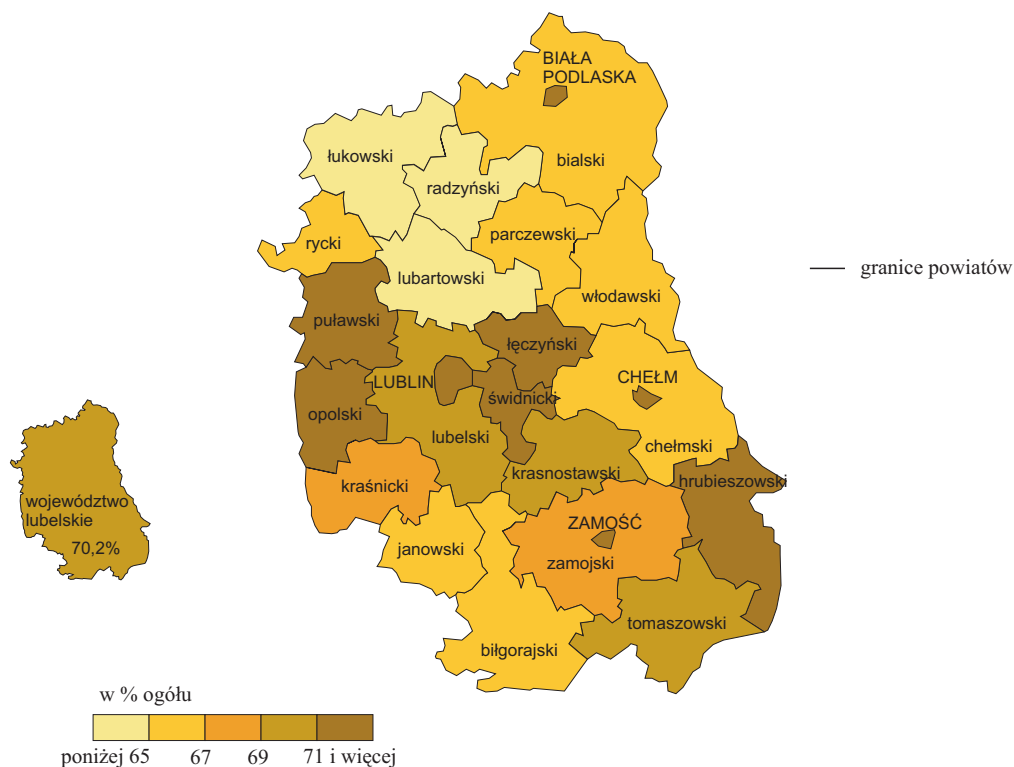 BIAŁA
PODLASKA
łukowski
bialski
radzyński
parczewski
rycki
lubartowski
granice powiatów
włodawski
puławski
łęczyński
LUBLIN
CHEŁM
świdnicki
opolski
lubelski
chełmski
krasnostawski
hrubieszowski
kraśnicki
województwo
lubelskie
70,2%
ZAMOŚĆ
janowski
zamojski
tomaszowski
biłgorajski
w % ogółu
poniżej 65 67 69 71 i więcej